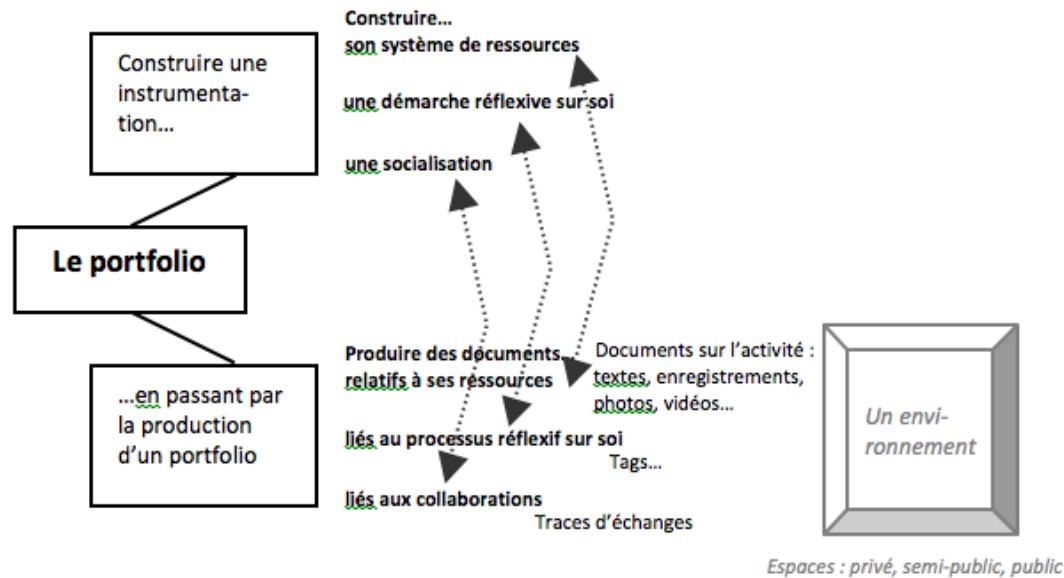 Construire…
son système de ressources
Construire une
instrumenta-
tion…
une démarche réflexive sur soi
une socialisation
Le portfolio
Produire des documents…
relatifs à ses ressources
Documents sur l'activité :
textes, enregistrements,
photos, vidéos…
…en passant par
la production
d'un portfolio
liés au processus réflexif sur soi
Tags…
liés aux collaborations
Traces d'échanges
Un envi-
ronnement
Espaces : privé, semi-public, public